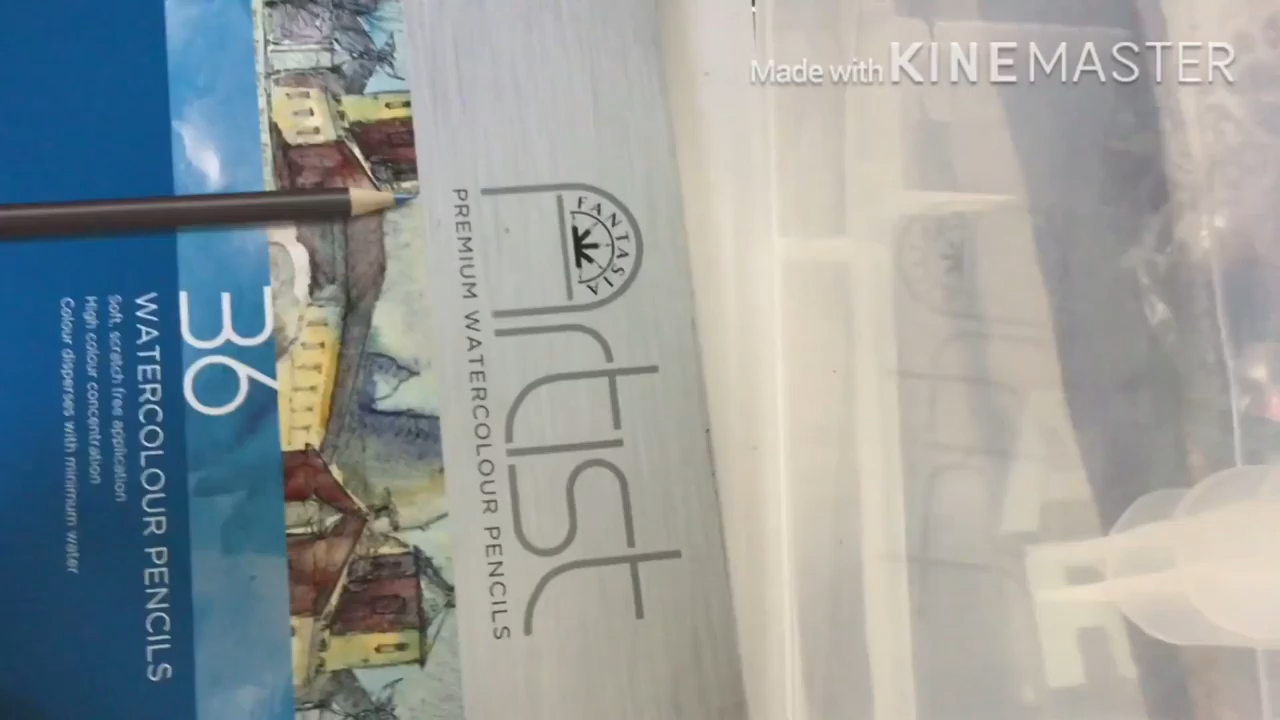 Made with KINEMASTER
FANTASIA
Artist
PREMIUM WATERCOLOUR PENCILS
36
WATERCOLOUR PENCILS
Soft, scratch free application
High colour concentration
Colour disperses with minimum water